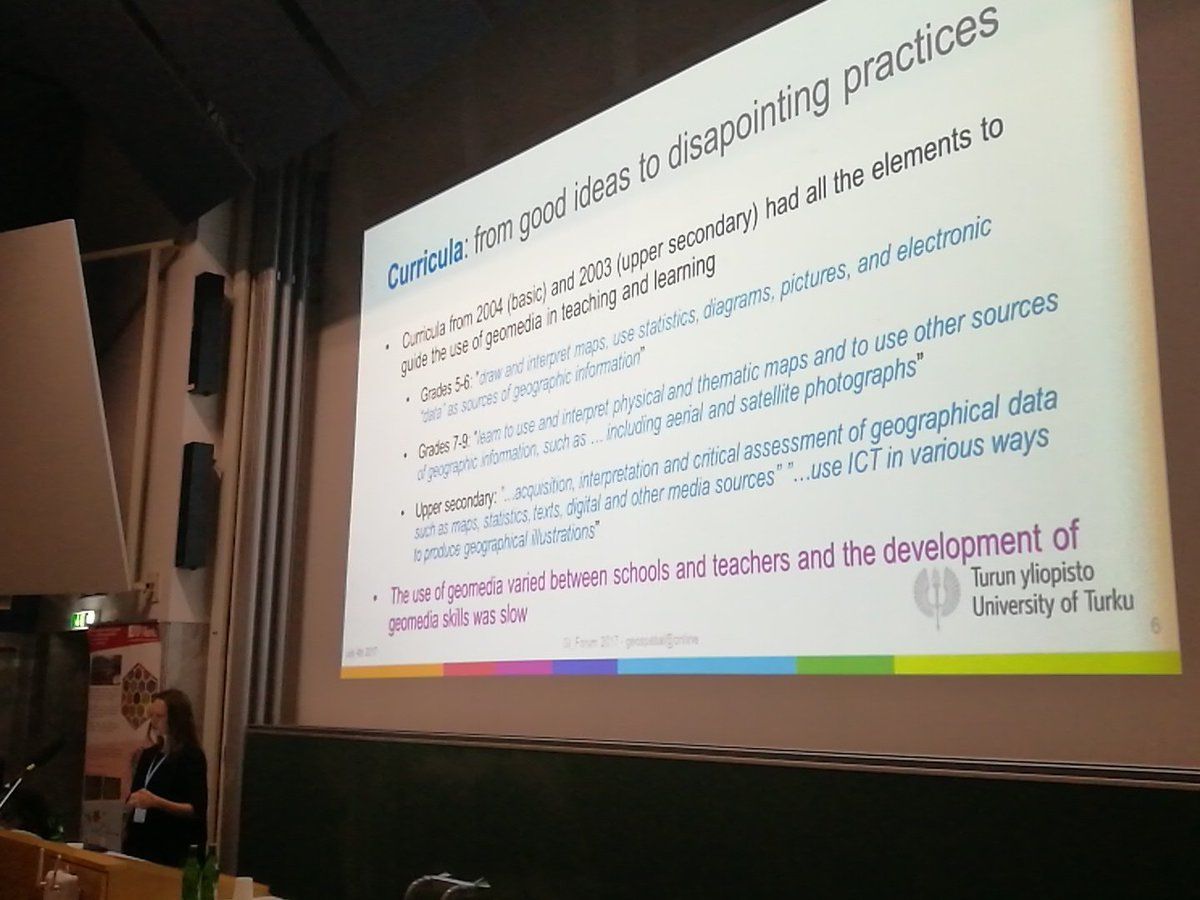 Curricula: from good ideas to disapointing practices
• Curricula from 2004 (basic) and 2003 (upper secondary) had all the elements to
guide the use of geomedia in teaching and learning
• Grades 5-6: "draw and interpret maps, use statistics, diagrams, pictures, and electronic
"data" as sources of geographic information"
• Grades 7-9: "learn to use and interpret physical and thematic maps and to use other sources
of geographic information, such as … including aerial and satellite photographs"
• Upper secondary: "…acquisition, interpretation and critical assessment of geographical data
such as maps, statistics, texts, digital and other media sources" "…use ICT in various ways
to produce geographical illustrations"
• The use of geomedia varied between schools and teachers and the development of
geomedia skills was slow
Turun yliopisto
University of Turku
July 4th 2017
GI_Forum 2017 - geospatial@online
6